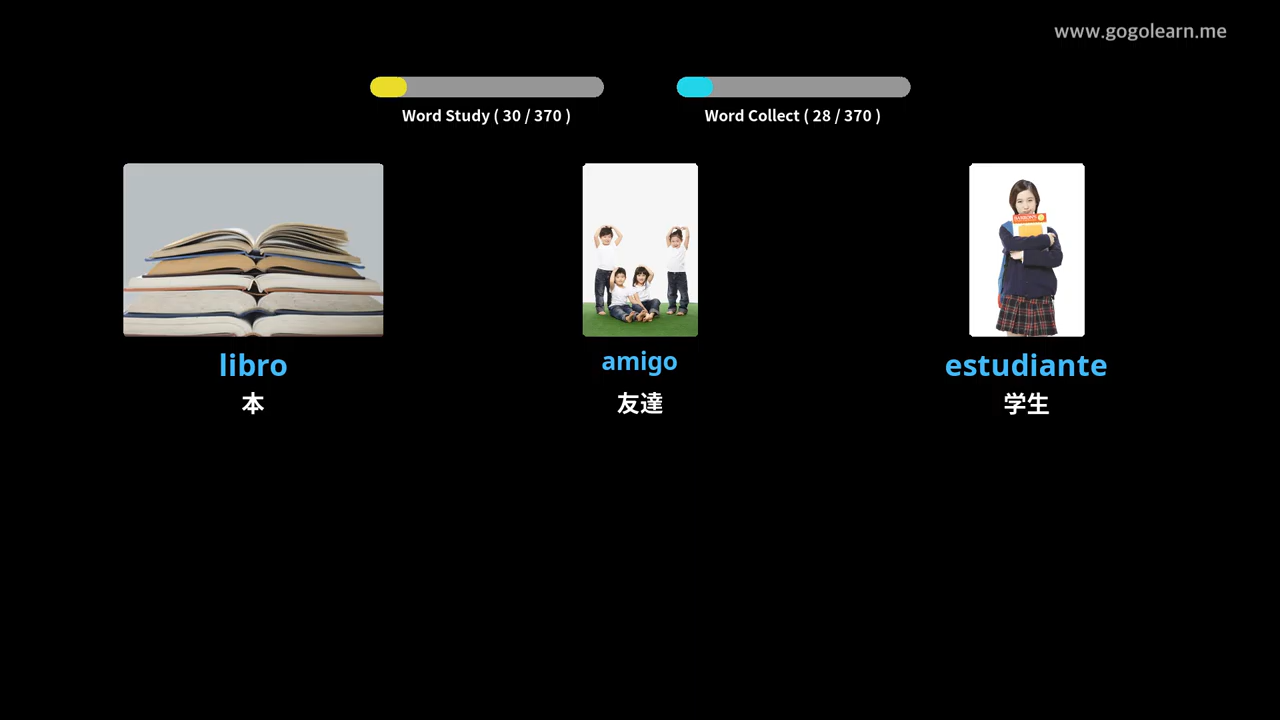 www.gogolearn.me
Word Study ( 30 / 370 )
Word Collect ( 28 / 370 )
libro
amigo
estudiante
本
友達
学生